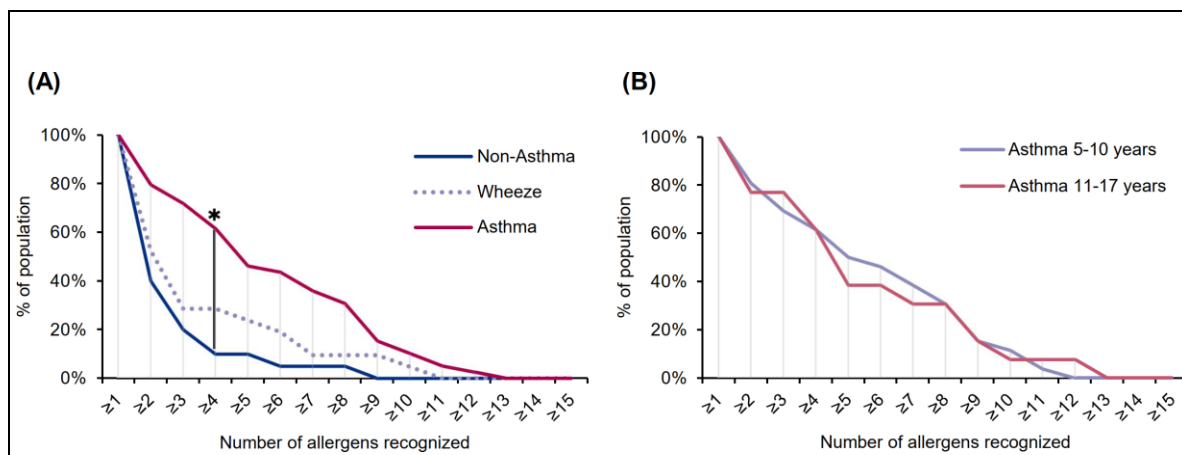 (A)
% of population
100%
80%
60%
40%
20%
0%
Non-Asthma
Wheeze
Asthma
*
≥1 ≥2 ≥3 ≥4 ≥5 ≥6 ≥7 ≥8 ≥9 ≥10 ≥11 ≥12 ≥13 ≥14 ≥15
Number of allergens recognized
(B)
% of population
100%
80%
60%
40%
20%
0%
Asthma 5-10 years
Asthma 11-17 years
≥1 ≥2 ≥3 ≥4 ≥5 ≥6 ≥7 ≥8 ≥9 ≥10 ≥11 ≥12 ≥13 ≥14 ≥15
Number of allergens recognized